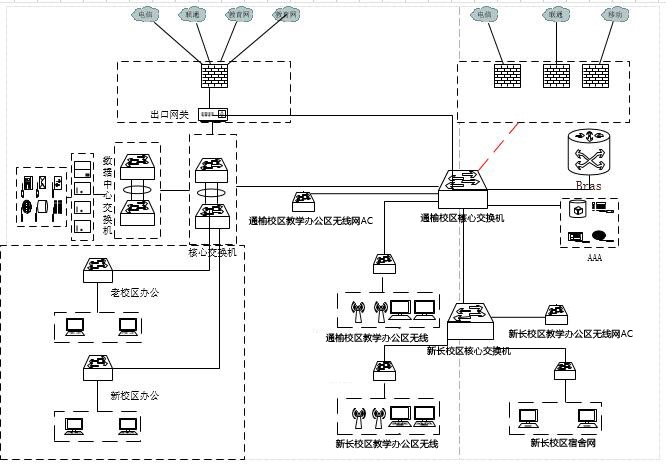 电信
联通
教育网
教育网
电信
联通
移动
出口网关
数据中心交换机
核心交换机
Bras
通榆校区教学办公区无线网AC
通榆校区核心交换机
AAA
老校区办公
通榆校区教学办公区无线
新长校区教学办公区无线网AC
新长校区核心交换机
新校区办公
新长校区教学办公区无线
新长校区宿舍网